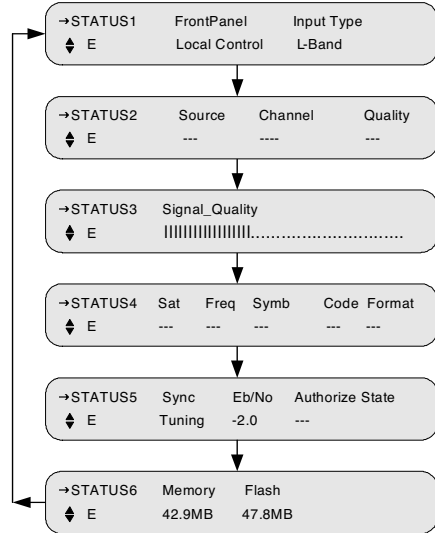 →STATUS1 FrontPanel Input Type
E Local Control L-Band
→STATUS2 Source Channel Quality
E --- ---- ---
→STATUS3 Signal_Quality
E ||||||||||||||||||...............................
→STATUS4 Sat Freq Symb Code Format
E --- --- --- --- ---
→STATUS5 Sync Eb/No Authorize State
E Tuning -2.0 ---
→STATUS6 Memory Flash
E 42.9MB 47.8MB